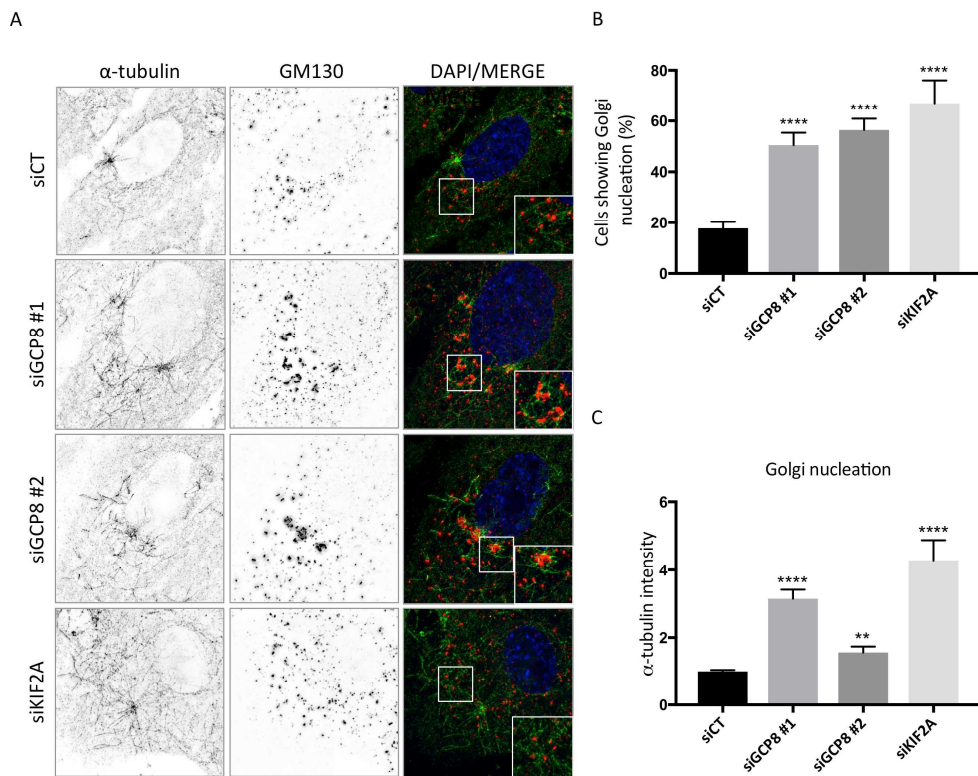 A
α-tubulin
GM130
DAPI/MERGE
siCT
siGCP8 #1
siGCP8 #2
siKIF2A
B
Cells showing Golgi
nucleation (%)
80
60
40
20
0
****
****
****
siCT
siGCP8 #1
siGCP8 #2
siKIF2A
C
Golgi nucleation
α-tubulin intensity
6
4
2
0
****
**
****
siCT
siGCP8 #1
siGCP8 #2
siKIF2A